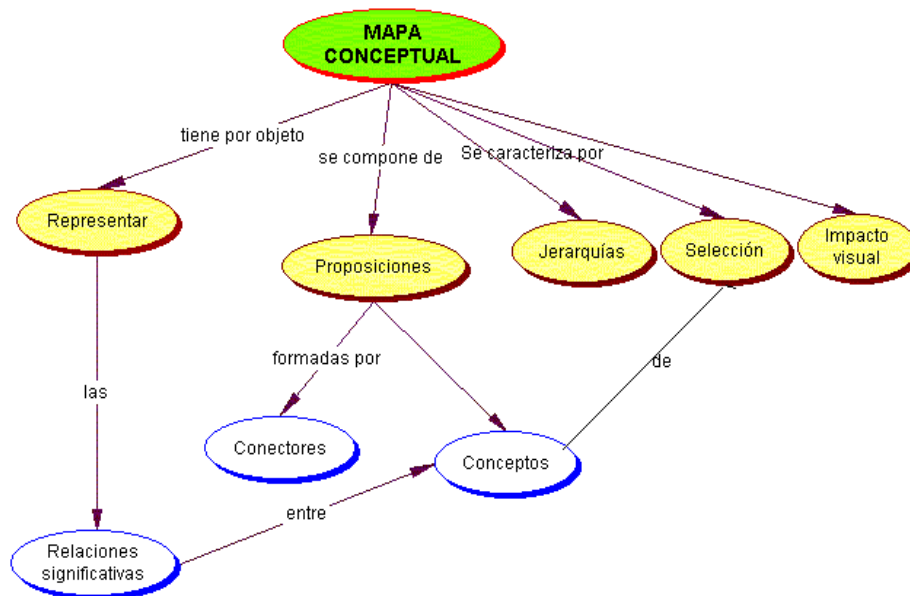 MAPA
CONCEPTUAL
tiene por objeto
se compone de
Se caracteriza por
Representar
Proposiciones
Jerarquías
Selección
Impacto
visual
formadas por
de
las
Conectores
Conceptos
entre
Relaciones
significativas